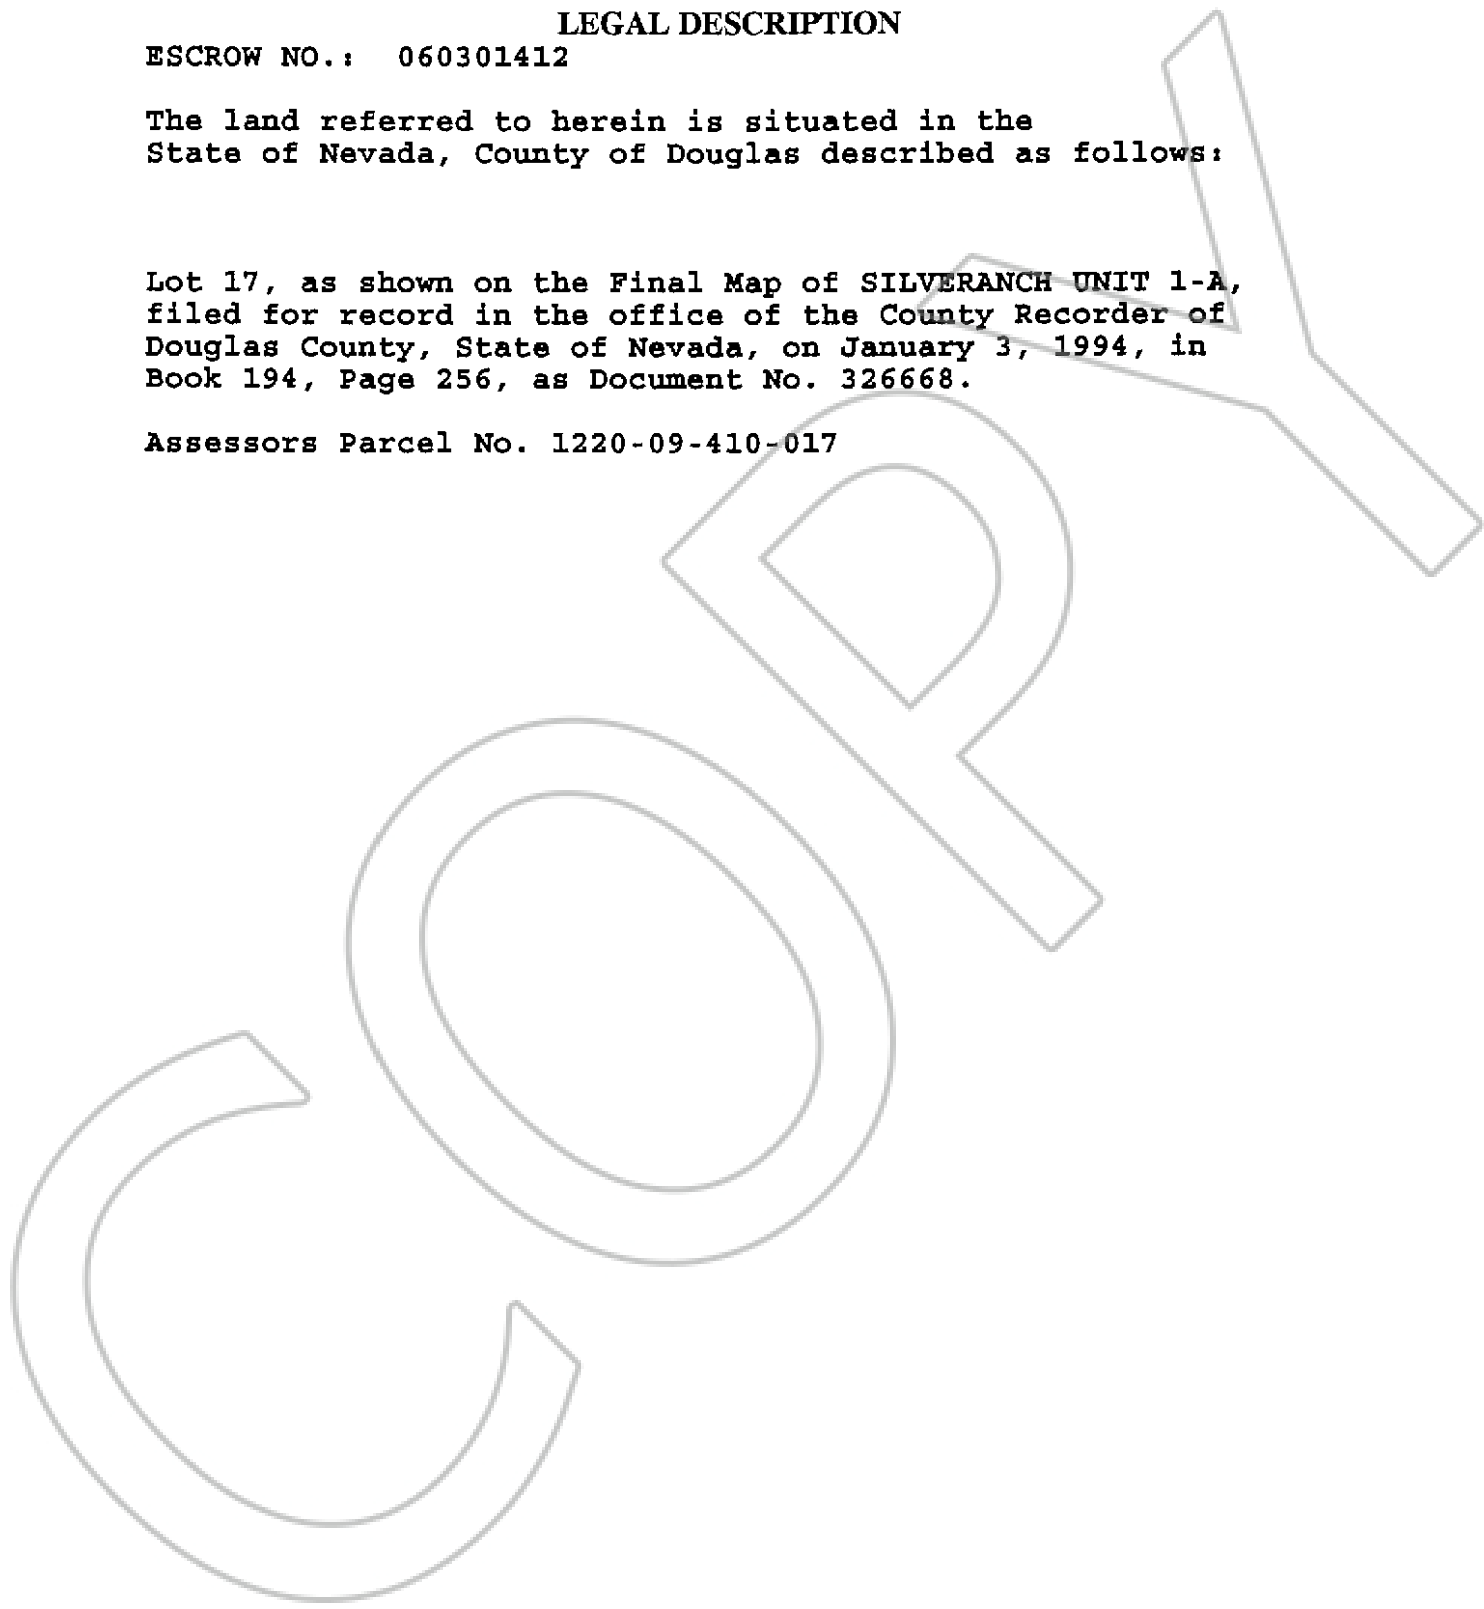 LEGAL DESCRIPTION
ESCROW NO.: 060301412
The land referred to herein is situated in the
State of Nevada, County of Douglas described as follows:
Lot 17, as shown on the Final Map of SILVERANCH UNIT 1-A,
filed for record in the office of the County Recorder of
Douglas County, State of Nevada, on January 3, 1994, in
Book 194, Page 256, as Document No. 326668.
Assessors Parcel No. 1220-09-410-017
COPY